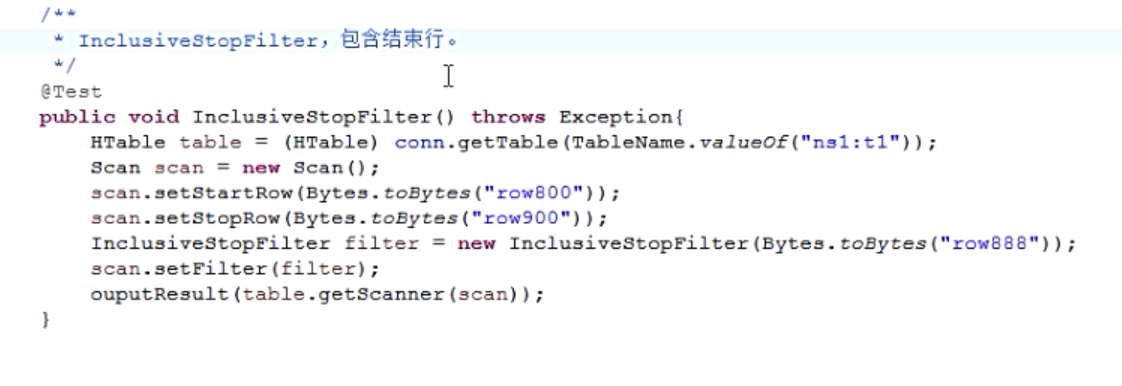 /**
 * InclusiveStopFilter，包含结束行。
 */
@Test
public void InclusiveStopFilter() throws Exception{
    HTable table = (HTable) conn.getTable(TableName.valueOf("ns1:t1"));
    Scan scan = new Scan();
    scan.setStartRow(Bytes.toBytes("row800"));
    scan.setStopRow(Bytes.toBytes("row900"));
    InclusiveStopFilter filter = new InclusiveStopFilter(Bytes.toBytes("row888"));
    scan.setFilter(filter);
    ouputResult(table.getScanner(scan));
}